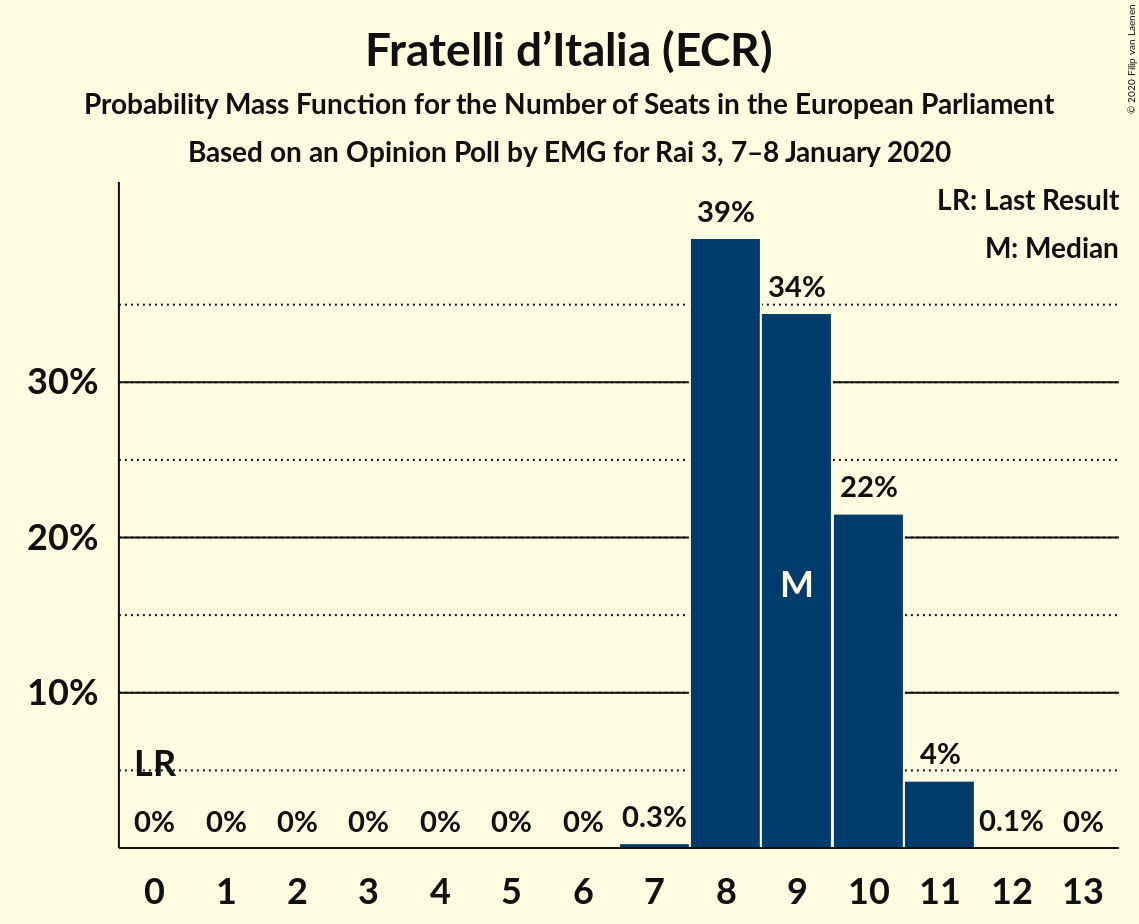 Fratelli d’Italia (ECR)
Probability Mass Function for the Number of Seats in the European Parliament
Based on an Opinion Poll by EMG for Rai 3, 7–8 January 2020
© 2020 Filip van Laenen
LR: Last Result
M: Median
39%
34%
30%
22%
20%
M
10%
LR
4%
0% 0% 0% 0% 0% 0% 0% 0.3% 0.1% 0%
0 1 2 3 4 5 6 7 8 9 10 11 12 13